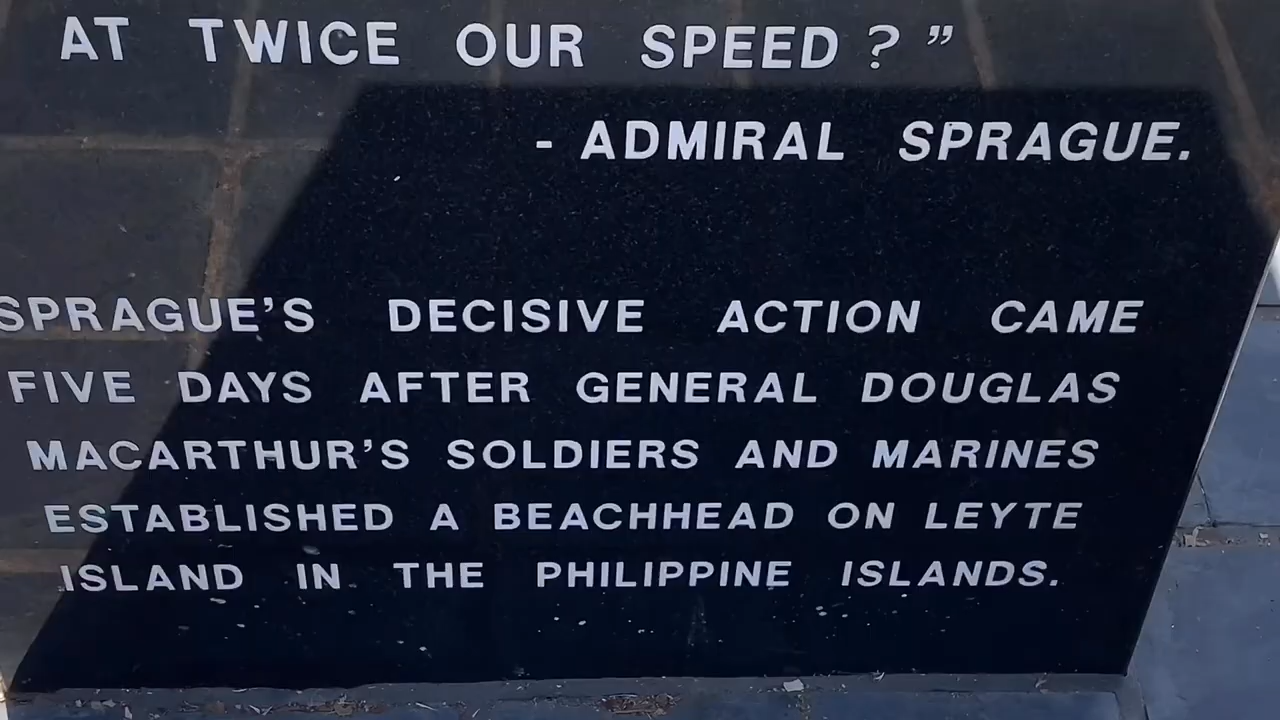 AT TWICE OUR SPEED?”
- ADMIRAL SPRAGUE.
SPRAGUE’S DECISIVE ACTION CAME
FIVE DAYS AFTER GENERAL DOUGLAS
MACARTHUR’S SOLDIERS AND MARINES
ESTABLISHED A BEACHHEAD ON LEYTE
ISLAND IN THE PHILIPPINE ISLANDS.